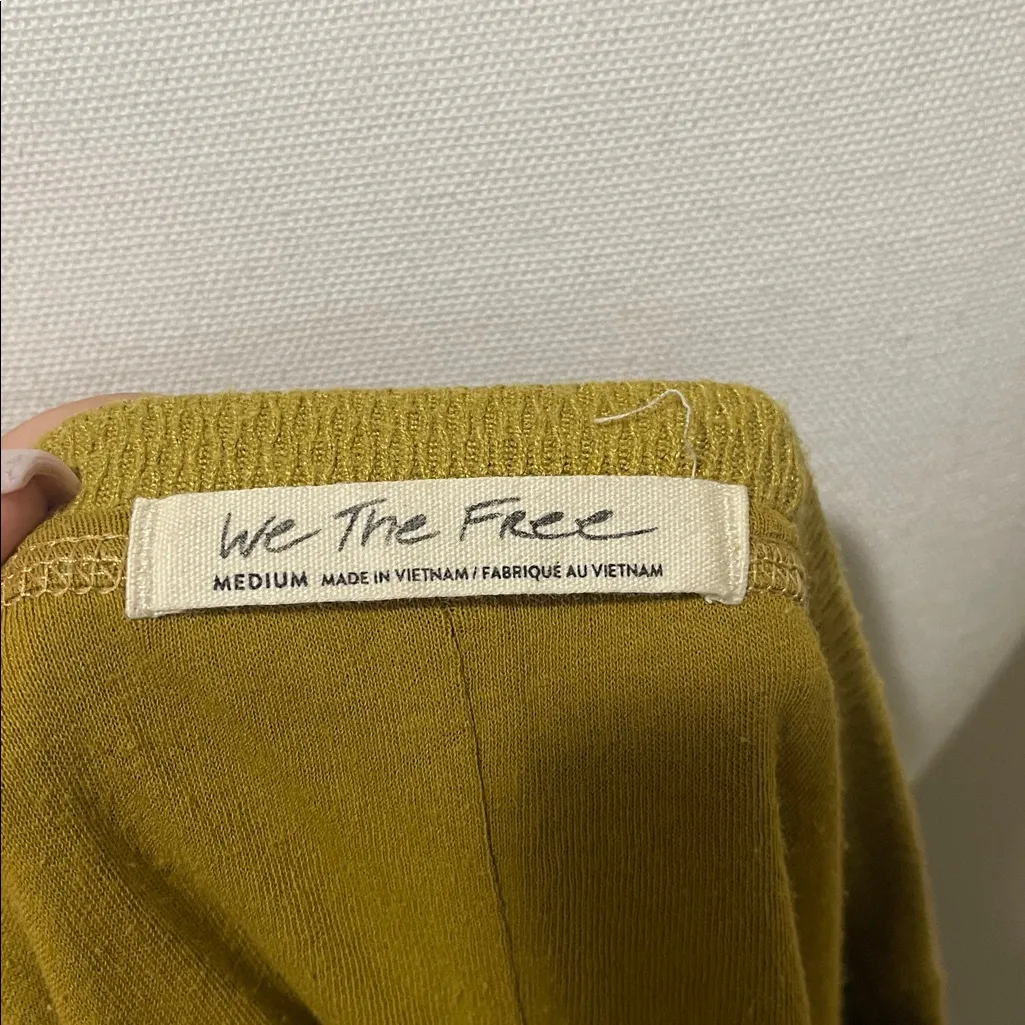 We The Free
MEDIUM MADE IN VIETNAM / FABRIQUÉ AU VIETNAM